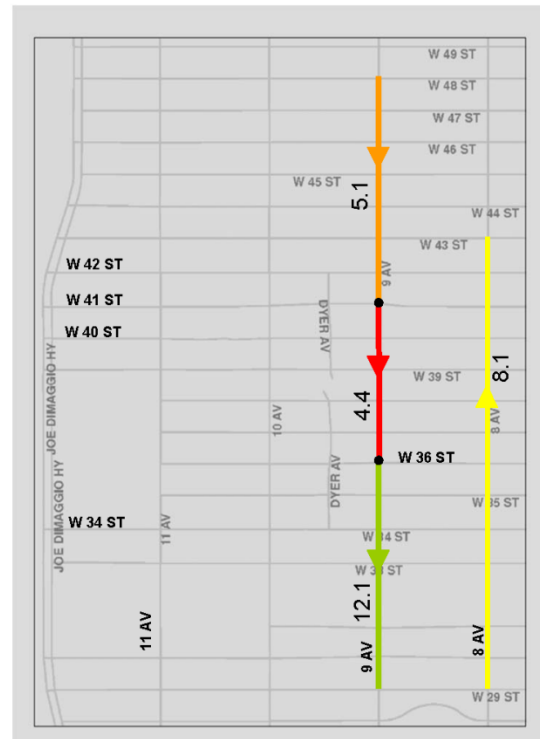 W 49 ST
W 48 ST
W 47 ST
W 46 ST
W 45 ST
5.1
W 44 ST
W 43 ST
W 42 ST
9 AV
W 41 ST
DYER AV
W 40 ST
8.1
W 39 ST
JOE DIMAGGIO HY
4.4
10 AV
8 AV
W 36 ST
DYER AV
W 35 ST
W 34 ST
11 AV
W 34 ST
JOE DIMAGGIO HY
W 33 ST
12.1
11 AV
9 AV
8 AV
W 29 ST